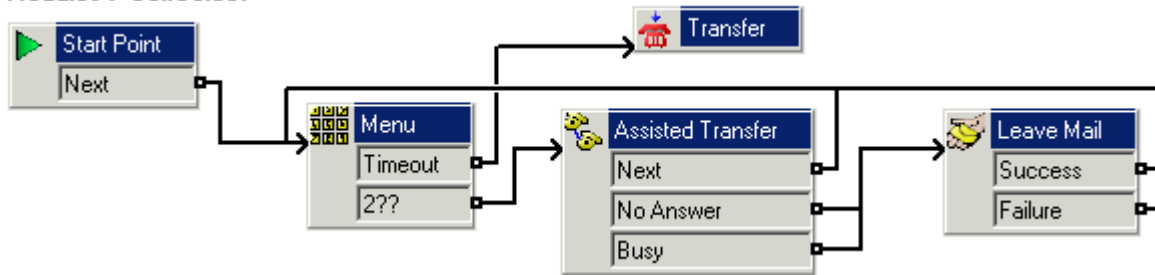 Start Point
Next
Transfer
Menu
Timeout
2??
Assisted Transfer
Next
No Answer
Busy
Leave Mail
Success
Failure